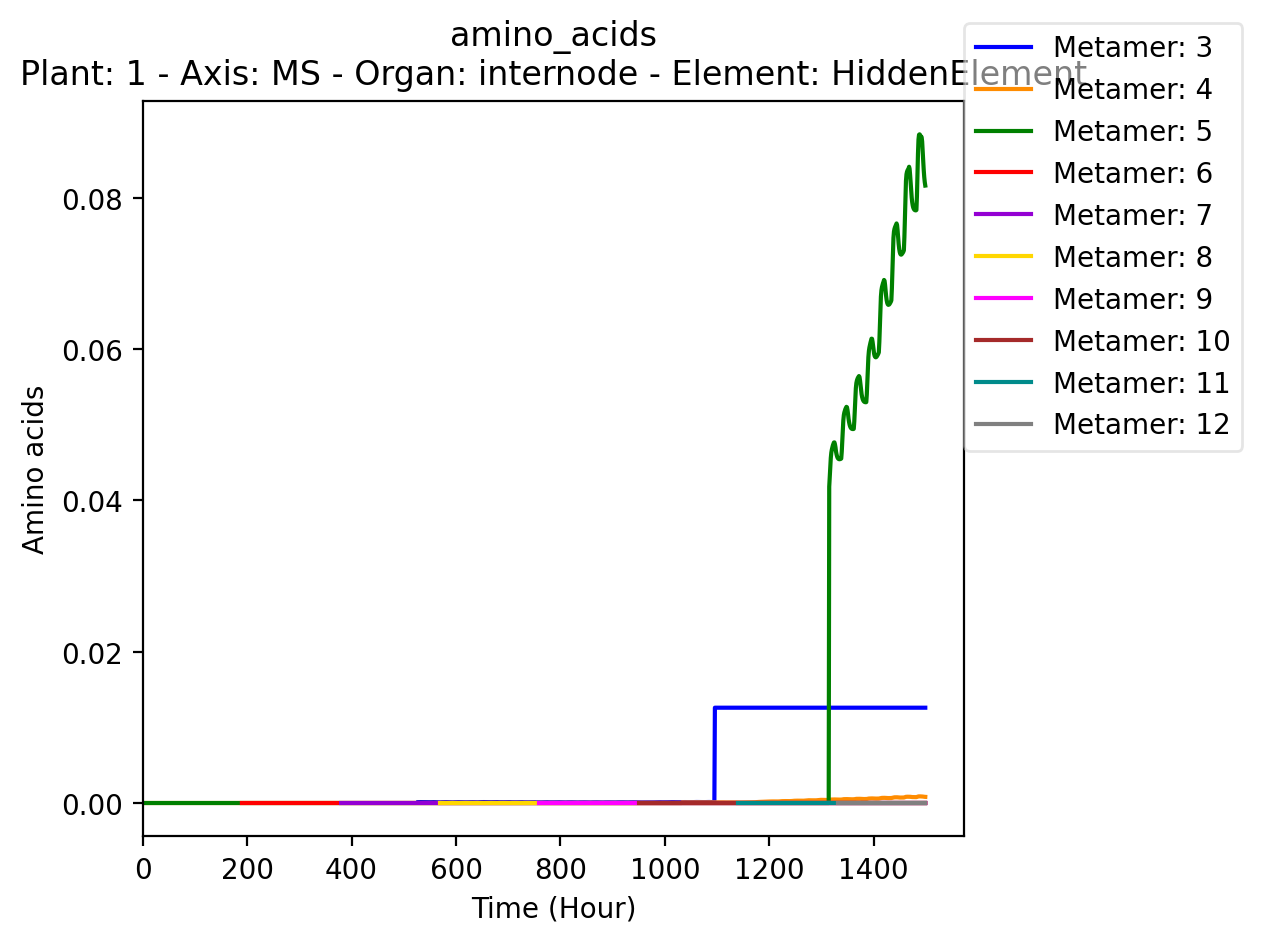 amino_acids
Plant: 1 - Axis: MS - Organ: internode - Element: HiddenElement
Metamer: 3
Metamer: 4
Metamer: 5
Metamer: 6
Metamer: 7
Metamer: 8
Metamer: 9
Metamer: 10
Metamer: 11
Metamer: 12
Amino acids
0.08
0.06
0.04
0.02
0.00
0 200 400 600 800 1000 1200 1400
Time (Hour)